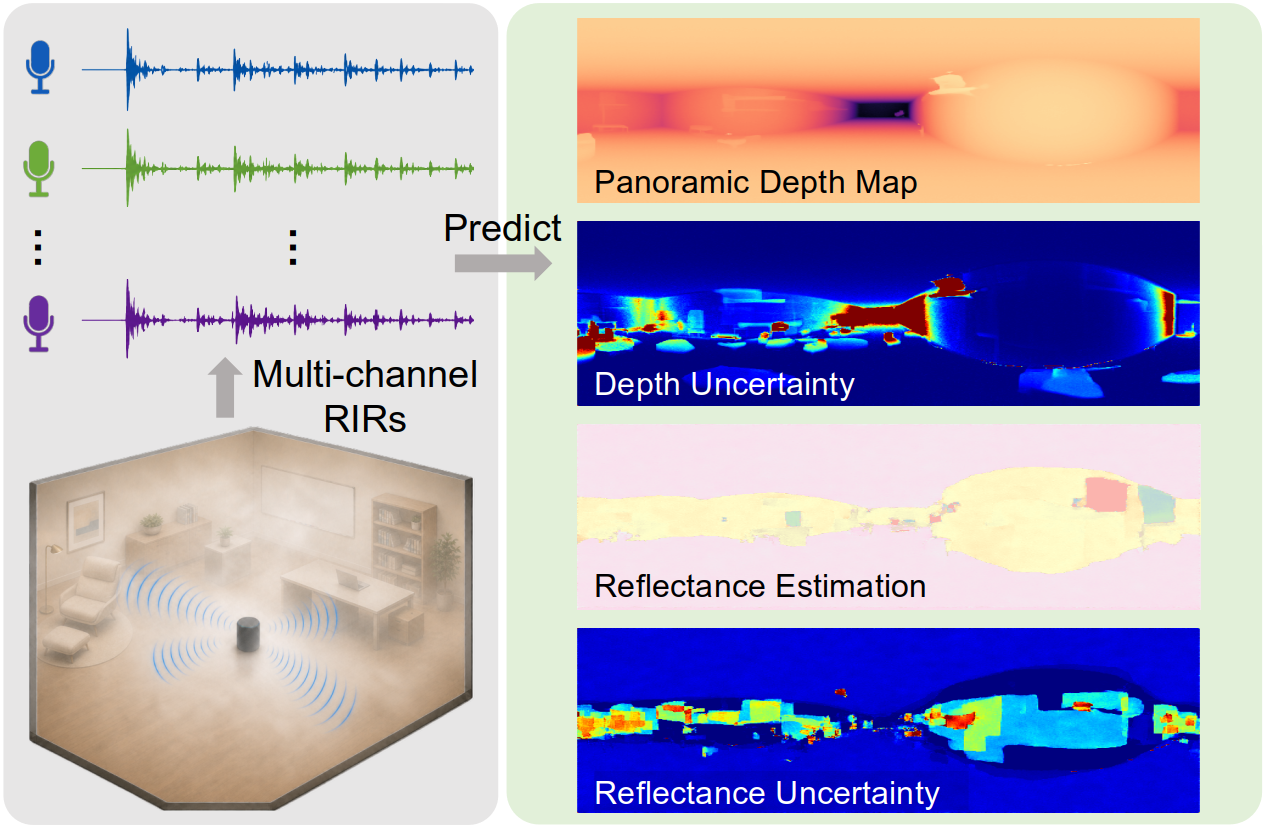 Predict
Multi-channel
RIRs
Panoramic Depth Map
Depth Uncertainty
Reflectance Estimation
Reflectance Uncertainty